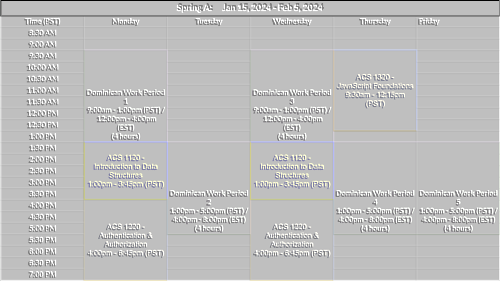 Spring A: Jan 15, 2024 - Feb 5, 2024
Time (PST) Monday Tuesday Wednesday Thursday Friday
8:30 AM
9:00 AM
9:30 AM
10:00 AM
10:30 AM
11:00 AM
11:30 AM
12:00 PM
12:30 PM
1:00 PM
1:30 PM
2:00 PM
2:30 PM
3:00 PM
3:30 PM
4:00 PM
4:30 PM
5:00 PM
5:30 PM
6:00 PM
6:30 PM
7:00 PM
Dominican Work Period
1
9:00am - 1:00pm (PST) /
12:00pm - 4:00pm
(EST)
(4 hours)
ACS 1120 -
Introduction to Data
Structures
1:00pm - 3:45pm (PST)
ACS 1220 -
Authentication &
Authorization
4:00pm - 6:45pm (PST)
Dominican Work Period
2
1:00pm - 5:00pm (PST) /
4:00pm - 8:00pm (EST)
(4 hours)
Dominican Work Period
3
9:00am - 1:00pm (PST) /
12:00pm - 4:00pm
(EST)
(4 hours)
ACS 1120 -
Introduction to Data
Structures
1:00pm - 3:45pm (PST)
ACS 1220 -
Authentication &
Authorization
4:00pm - 6:45pm (PST)
ACS 1320 -
JavaScript Foundations
9:30am - 12:15pm
(PST)
Dominican Work Period
4
1:00pm - 5:00pm (PST) /
4:00pm - 8:00pm (EST)
(4 hours)
Dominican Work Period
5
1:00pm - 5:00pm (PST) /
4:00pm - 8:00pm (EST)
(4 hours)